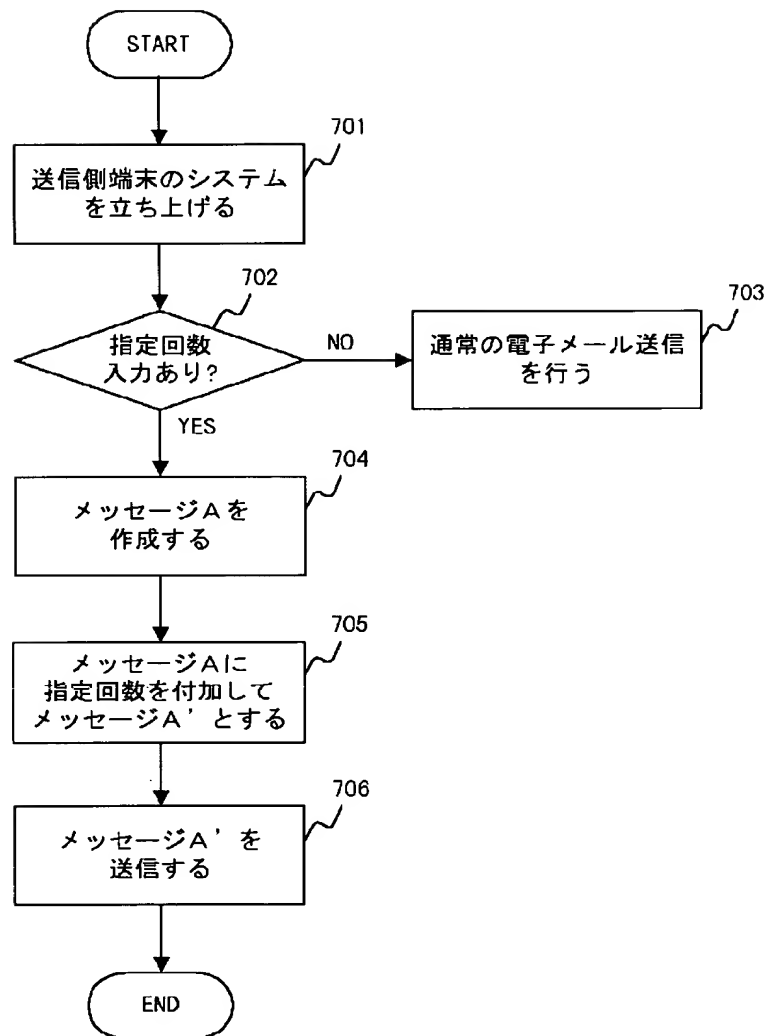 START
701
送信側端末のシステム
を立ち上げる
702
指定回数
入力あり?
NO
703
通常の電子メール送信
を行う
YES
704
メッセージAを
作成する
705
メッセージAに
指定回数を付加して
メッセージA'とする
706
メッセージA'を
送信する
END